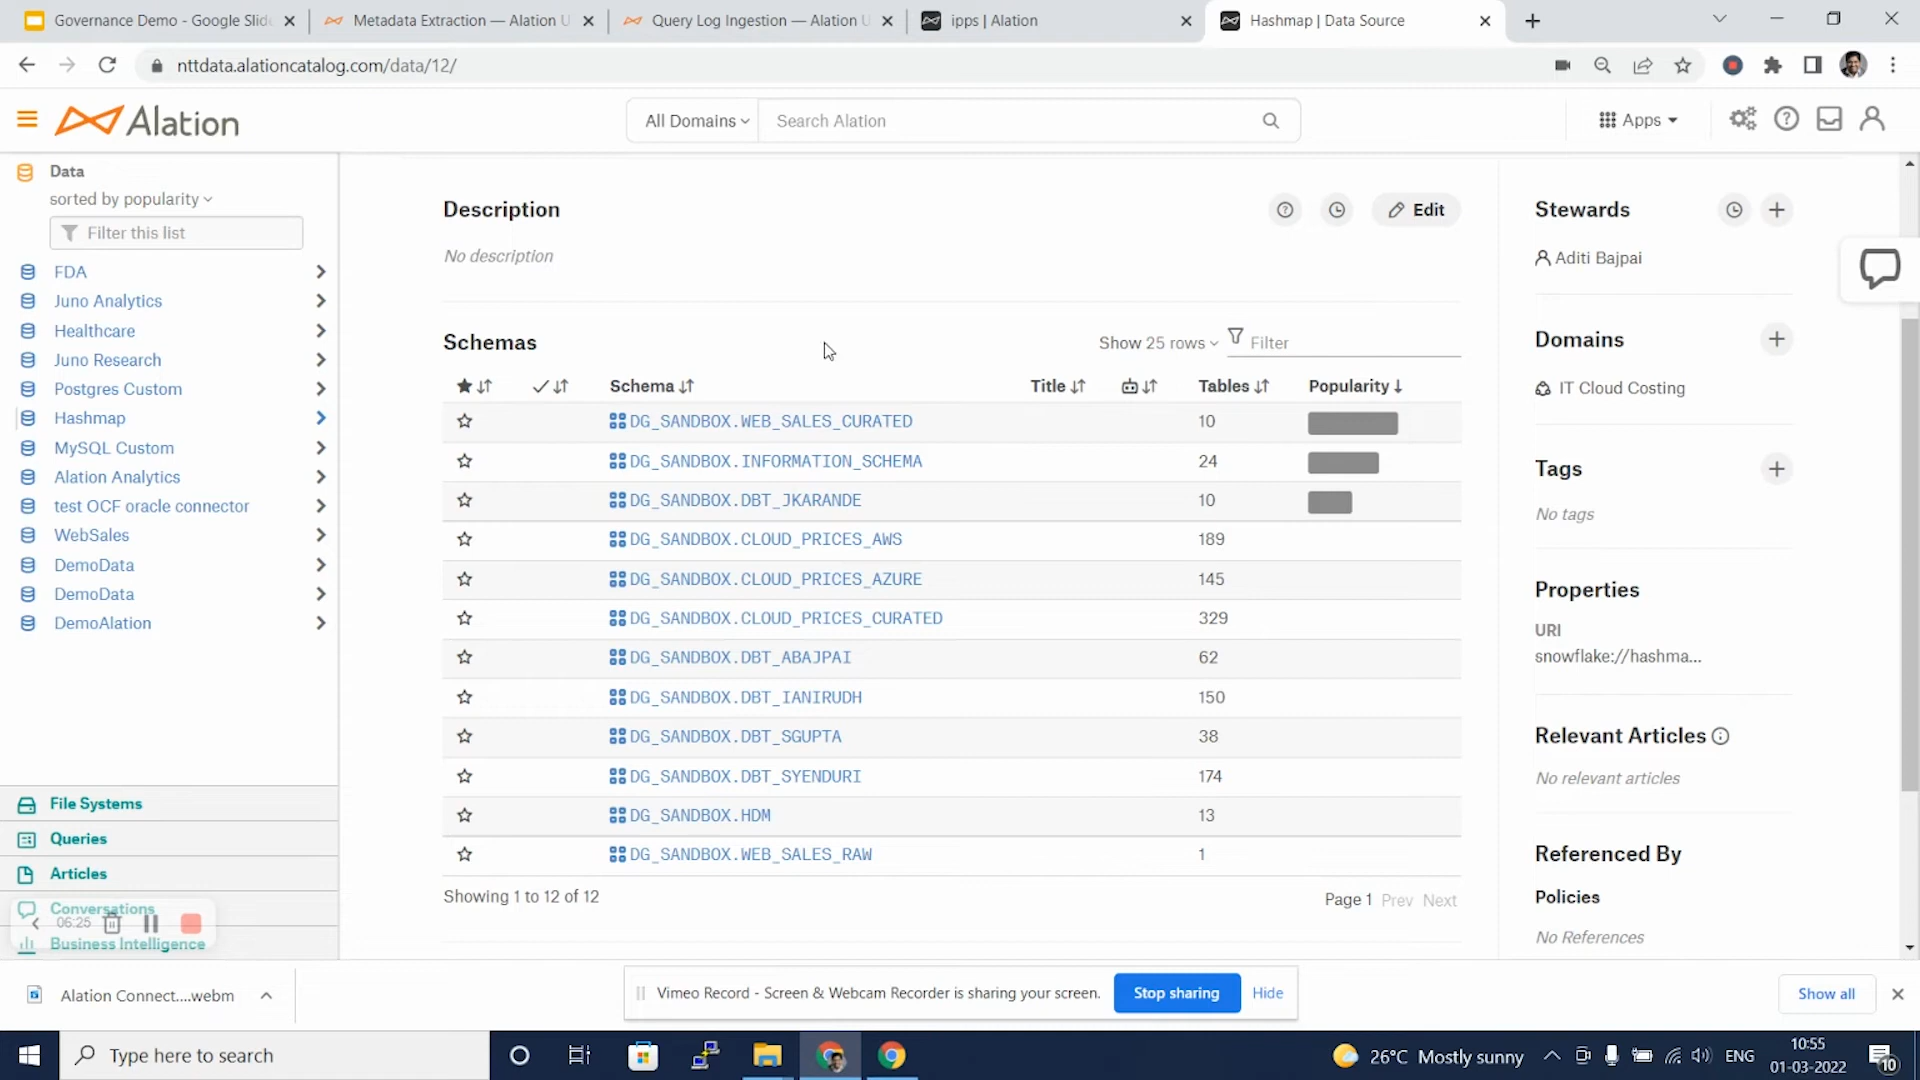 Governance Demo - Google Slid
Metadata Extraction — Alation U
Query Log Ingestion — Alation U
ipps | Alation
Hashmap | Data Source
nttdata.alationcatalog.com/data/12/
Alation
All Domains
Search Alation
Apps
Data
sorted by popularity
Filter this list
FDA
Juno Analytics
Healthcare
Juno Research
Postgres Custom
Hashmap
MySQL Custom
Alation Analytics
test OCF oracle connector
WebSales
DemoData
DemoData
DemoAlation
File Systems
Queries
Articles
Conversations
06:25
Business Intelligence
Description
Edit
No description
Schemas
Show 25 rows
Filter
Schema Title Tables Popularity
DG_SANDBOX.WEB_SALES_CURATED 10
DG_SANDBOX.INFORMATION_SCHEMA 24
DG_SANDBOX.DBT_JKARANDE 10
DG_SANDBOX.CLOUD_PRICES_AWS 189
DG_SANDBOX.CLOUD_PRICES_AZURE 145
DG_SANDBOX.CLOUD_PRICES_CURATED 329
DG_SANDBOX.DBT_ABAJPAI 62
DG_SANDBOX.DBT_IANIRUDH 150
DG_SANDBOX.DBT_SGUPTA 38
DG_SANDBOX.DBT_SYENDURI 174
DG_SANDBOX.HDM 13
DG_SANDBOX.WEB_SALES_RAW 1
Showing 1 to 12 of 12
Page 1 Prev Next
Stewards
Aditi Bajpai
Domains
IT Cloud Costing
Tags
No tags
Properties
URI
snowflake://hashma...
Relevant Articles
No relevant articles
Referenced By
Policies
No References
Alation Connect....webm
Vimeo Record - Screen & Webcam Recorder is sharing your screen.
Stop sharing
Hide
Show all
Type here to search
26°C Mostly sunny
ENG
10:55
01-03-2022
10